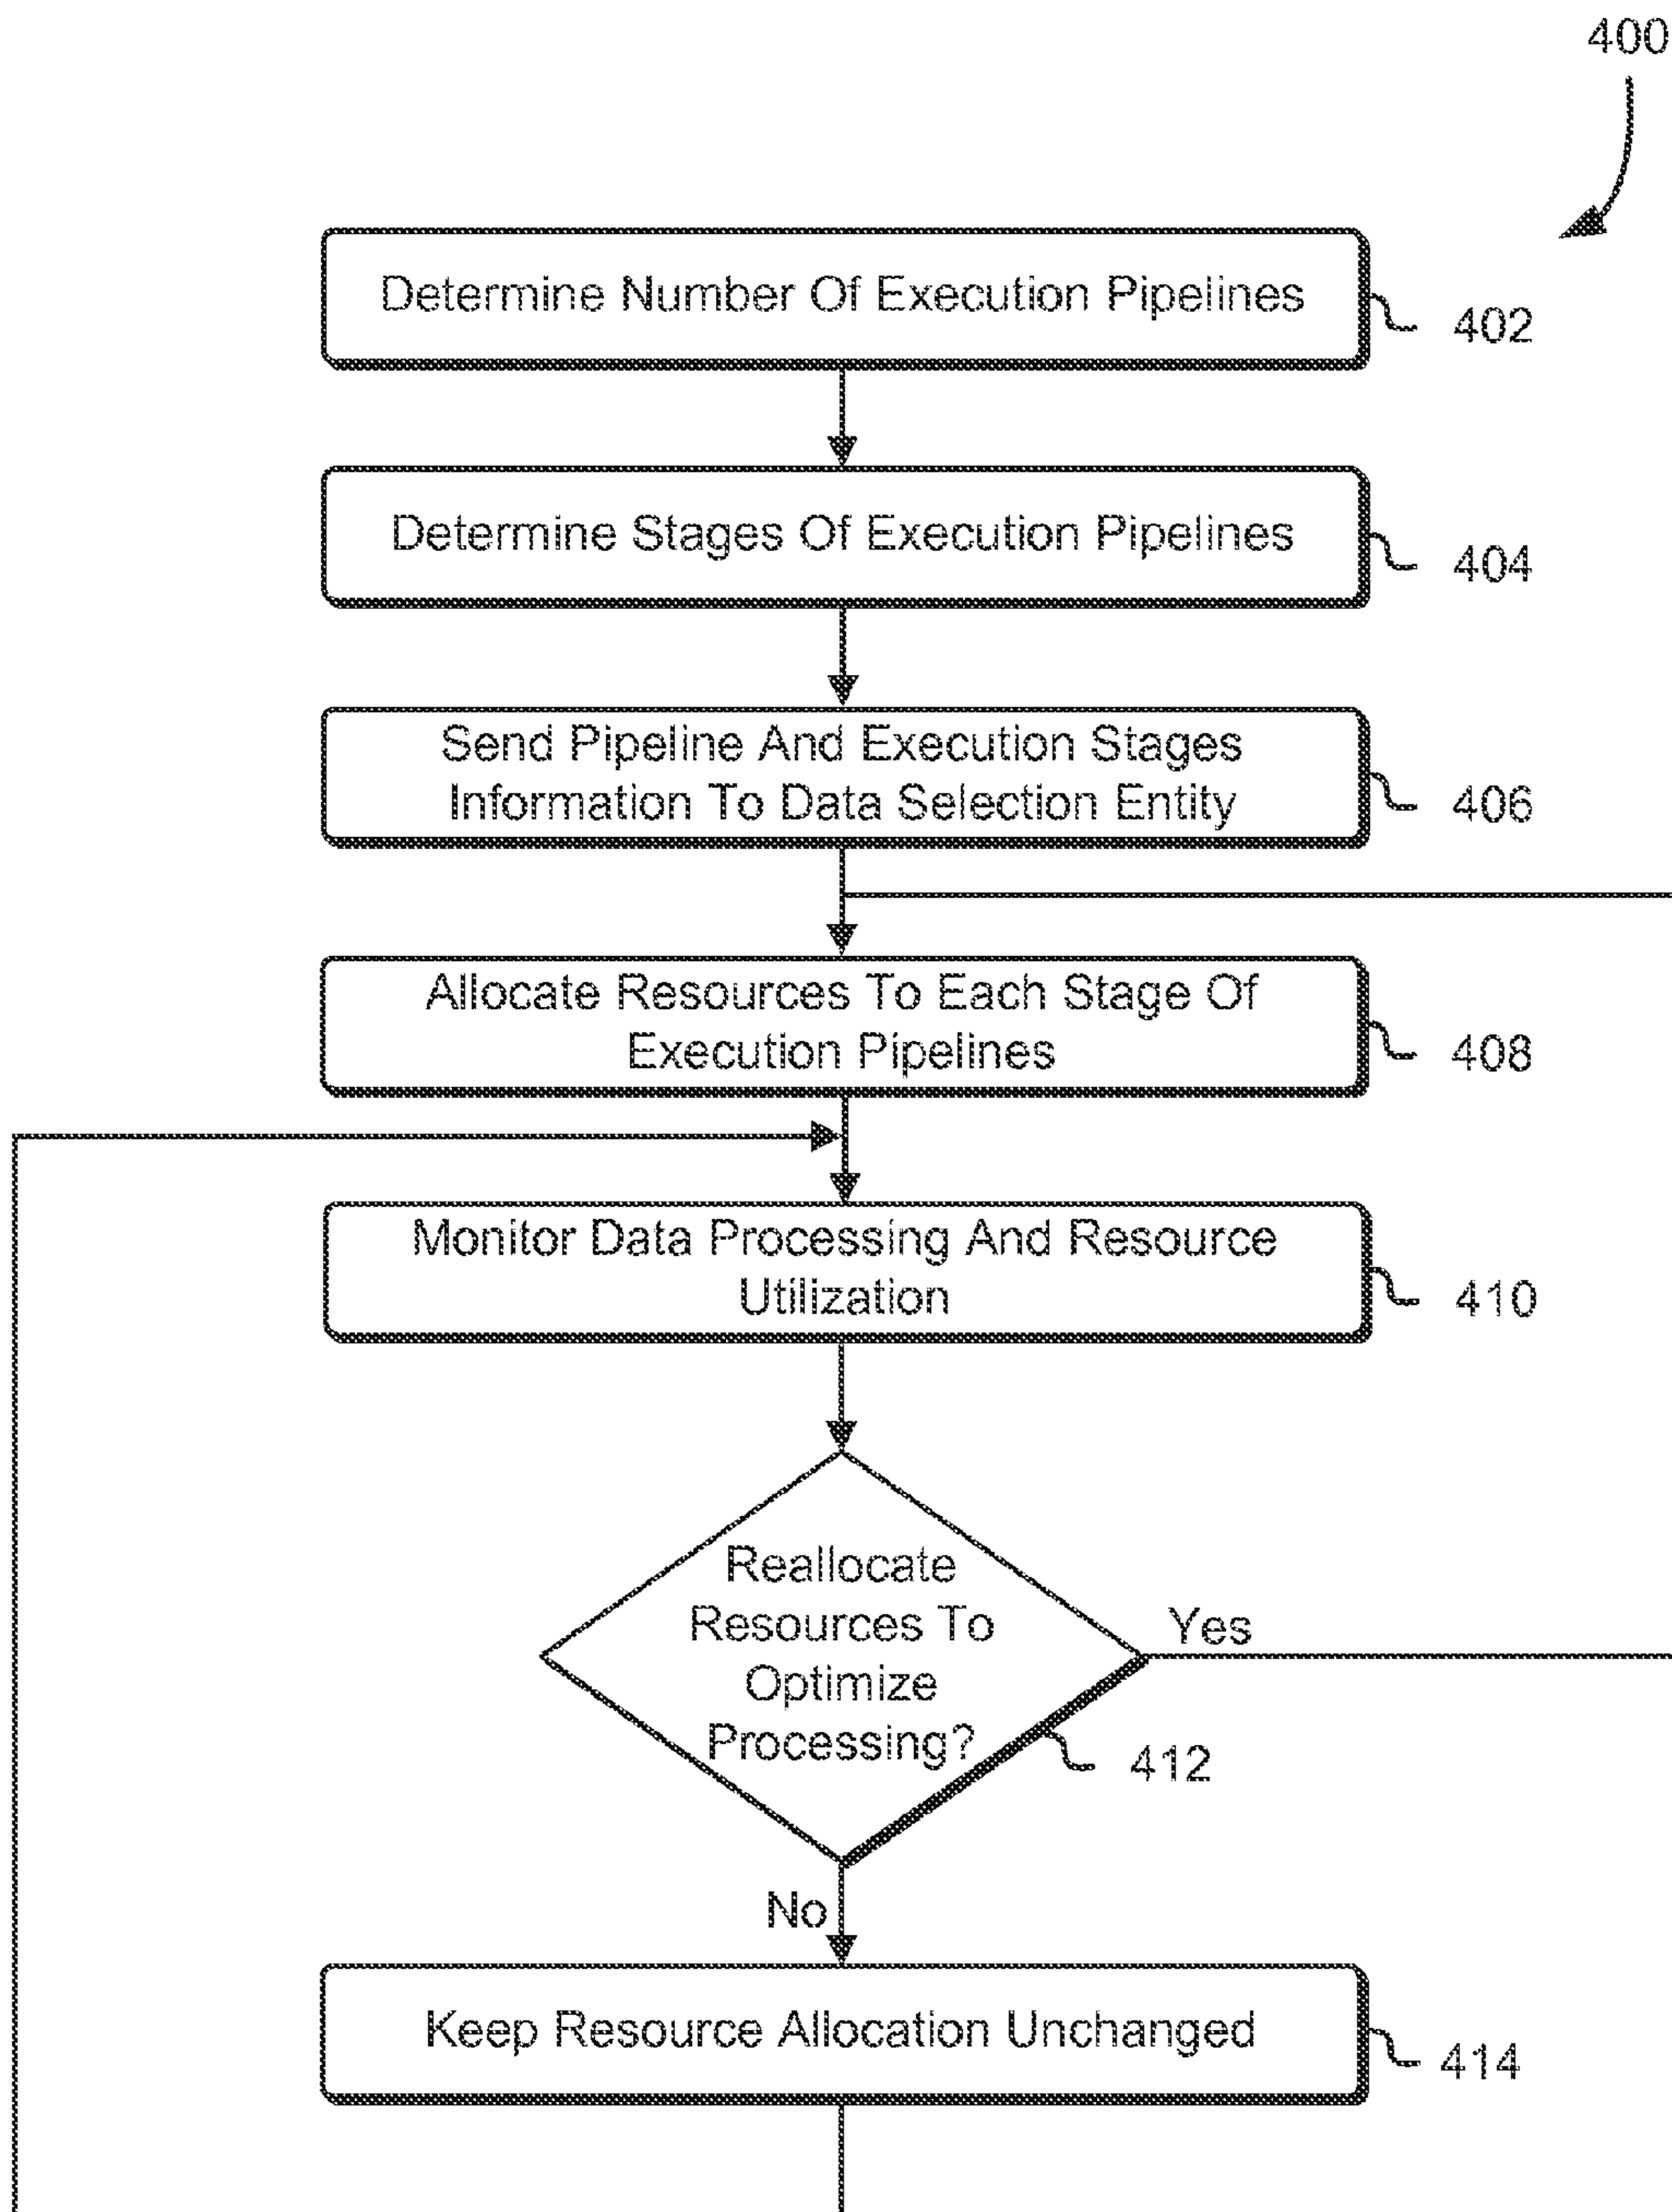 400
Determine Number Of Execution Pipelines
402
Determine Stages Of Execution Pipelines
404
Send Pipeline And Execution Stages
Information To Data Selection Entity
406
Allocate Resources To Each Stage Of
Execution Pipelines
408
Monitor Data Processing And Resource
Utilization
410
Reallocate
Resources To
Optimize
Processing?
Yes
412
No
Keep Resource Allocation Unchanged
414